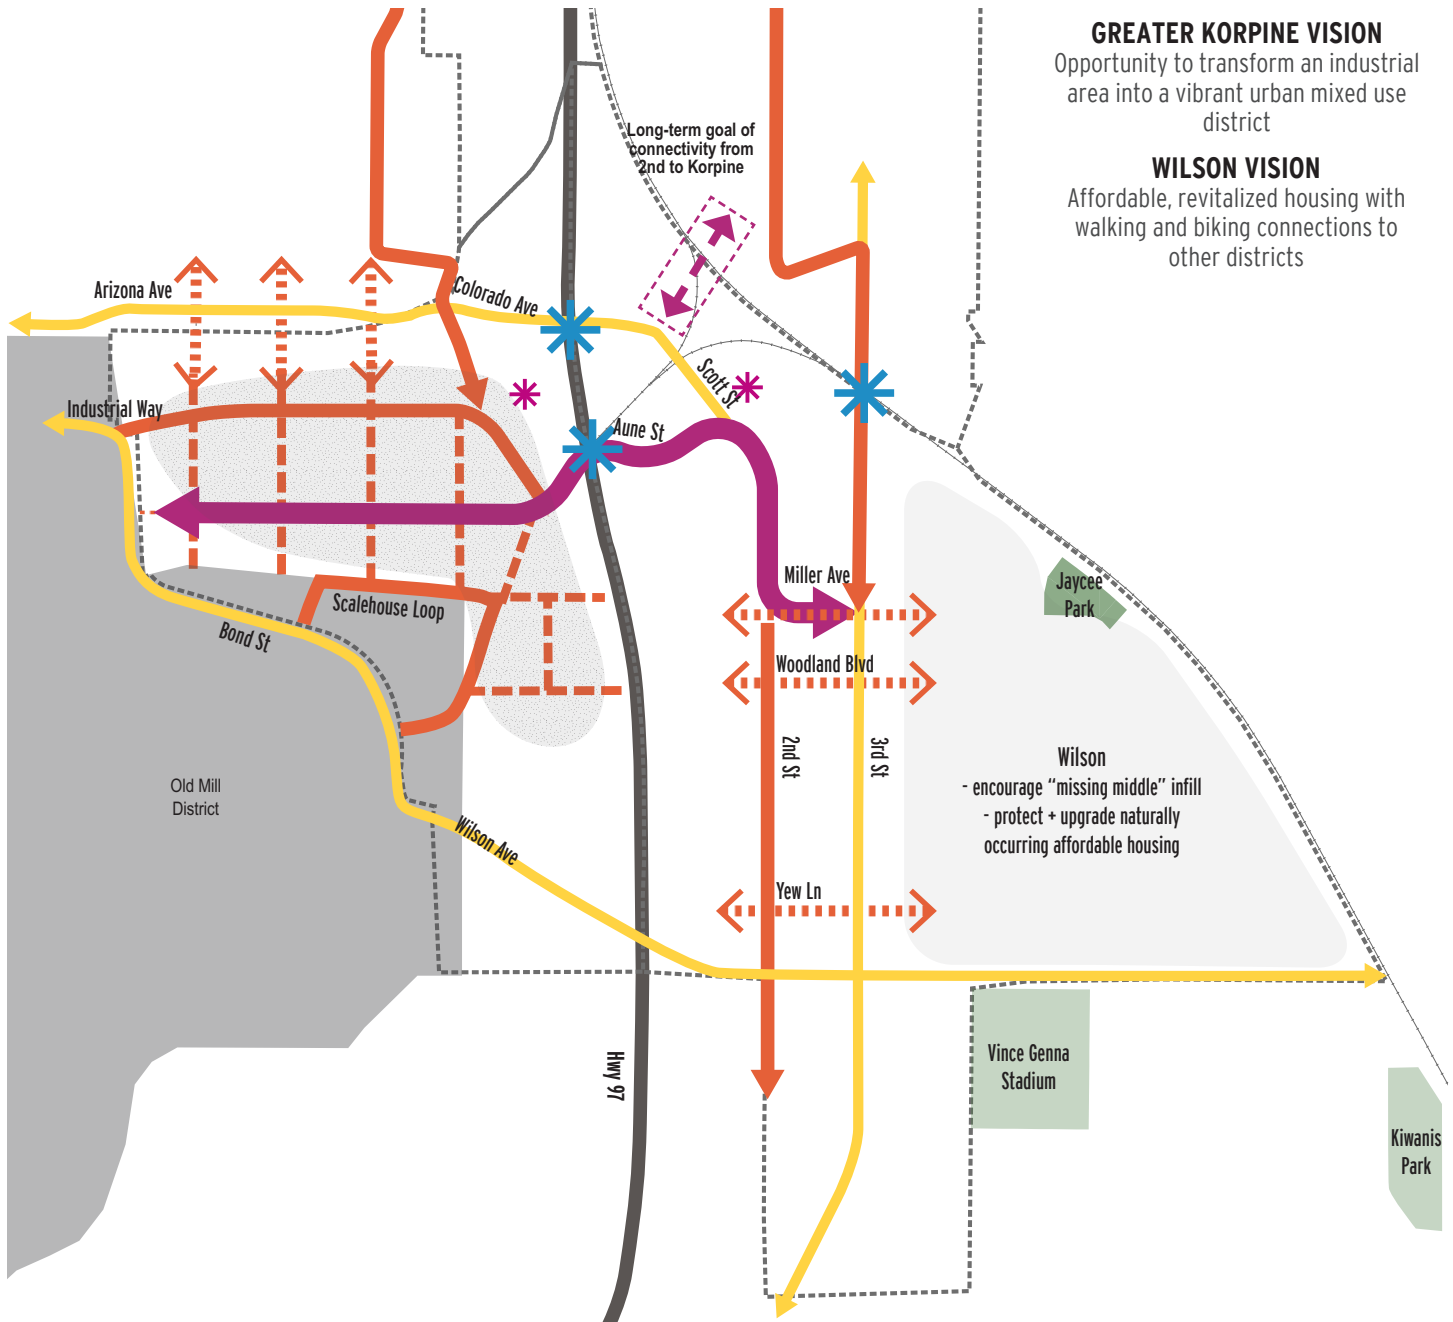 GREATER KORPINE VISION
Opportunity to transform an industrial
area into a vibrant urban mixed use
district
WILSON VISION
Affordable, revitalized housing with
walking and biking connections to
other districts
Long-term goal of
connectivity from
2nd to Korpine
Arizona Ave
Colorado Ave
Scott St
Industrial Way
Aune St
Miller Ave
Jaycee
Park
Scalehouse Loop
Bond St
Woodland Blvd
2nd St
3rd St
Wilson
- encourage “missing middle” infill
- protect + upgrade naturally
occurring affordable housing
Old Mill
District
Wilson Ave
Yew Ln
Hwy 97
Vince Genna
Stadium
Kiwanis
Park